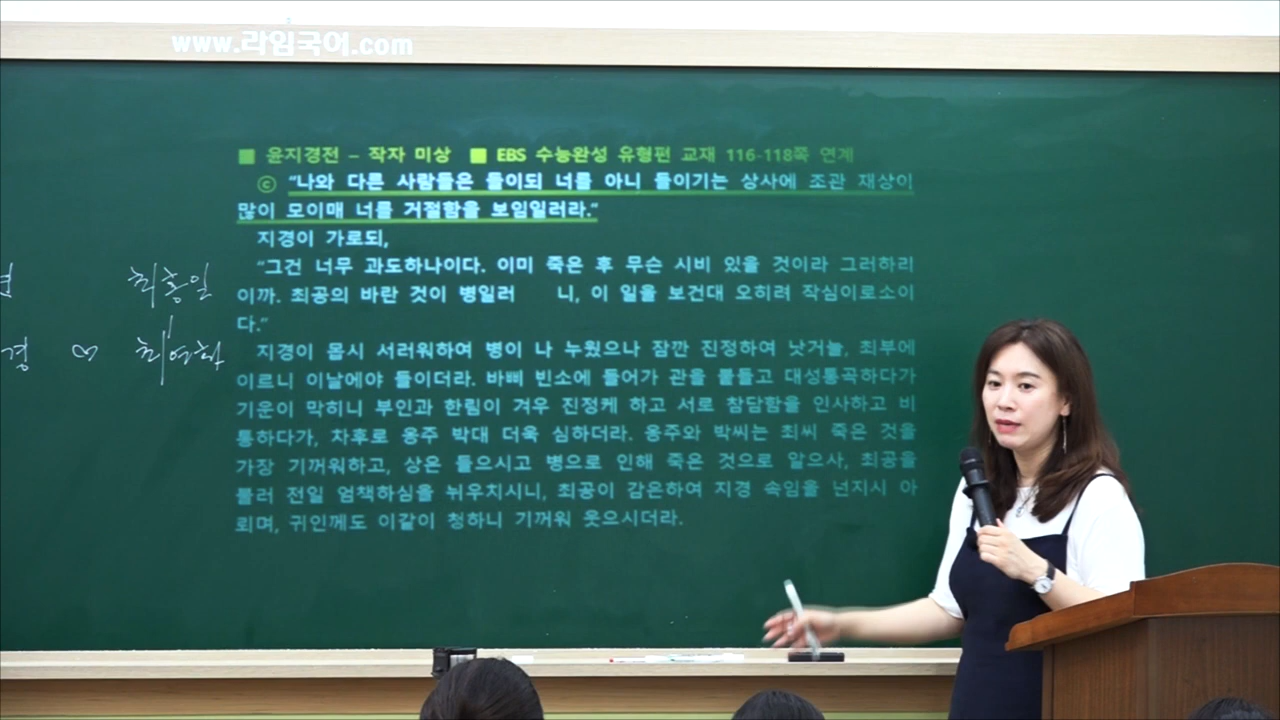 www.라임국어.com
■ 윤지경전 – 작자 미상 ■ EBS 수능완성 유형편 교재 116-118쪽 연계
ⓒ “나와 다른 사람들은 들이되 너를 아니 들이기는 상사에 조관 재상이
많이 모이매 너를 거절함을 보임일러라.“
지경이 가로되,
“그건 너무 과도하나이다. 이미 죽은 후 무슨 시비 있을 것이라 그러하리
이까. 최공의 바란 것이 병일러 니, 이 일을 보건대 오히려 작심이로소이
다.”
지경이 몹시 서러워하여 병이 나 누웠으나 잠깐 진정하여 낫거늘, 최부에
이르니 이날에야 들이더라. 바삐 빈소에 들어가 관을 붙들고 대성통곡하다가
기운이 막히니 부인과 한림이 겨우 진정케 하고 서로 참담함을 인사하고 비
통하다가, 차후로 옹주 박대 더욱 심하더라. 옹주와 박씨는 최씨 죽은 것을
가장 기꺼워하고, 상은 들으시고 병으로 인해 죽은 것으로 알으사, 최공을
불러 전일 엄책하심을 뉘우치시니, 최공이 감은하여 지경 속임을 넌지시 아
뢰며, 귀인께도 이같이 청하니 기꺼워 웃으시더라.
최홍일
경 ♡ 최연화